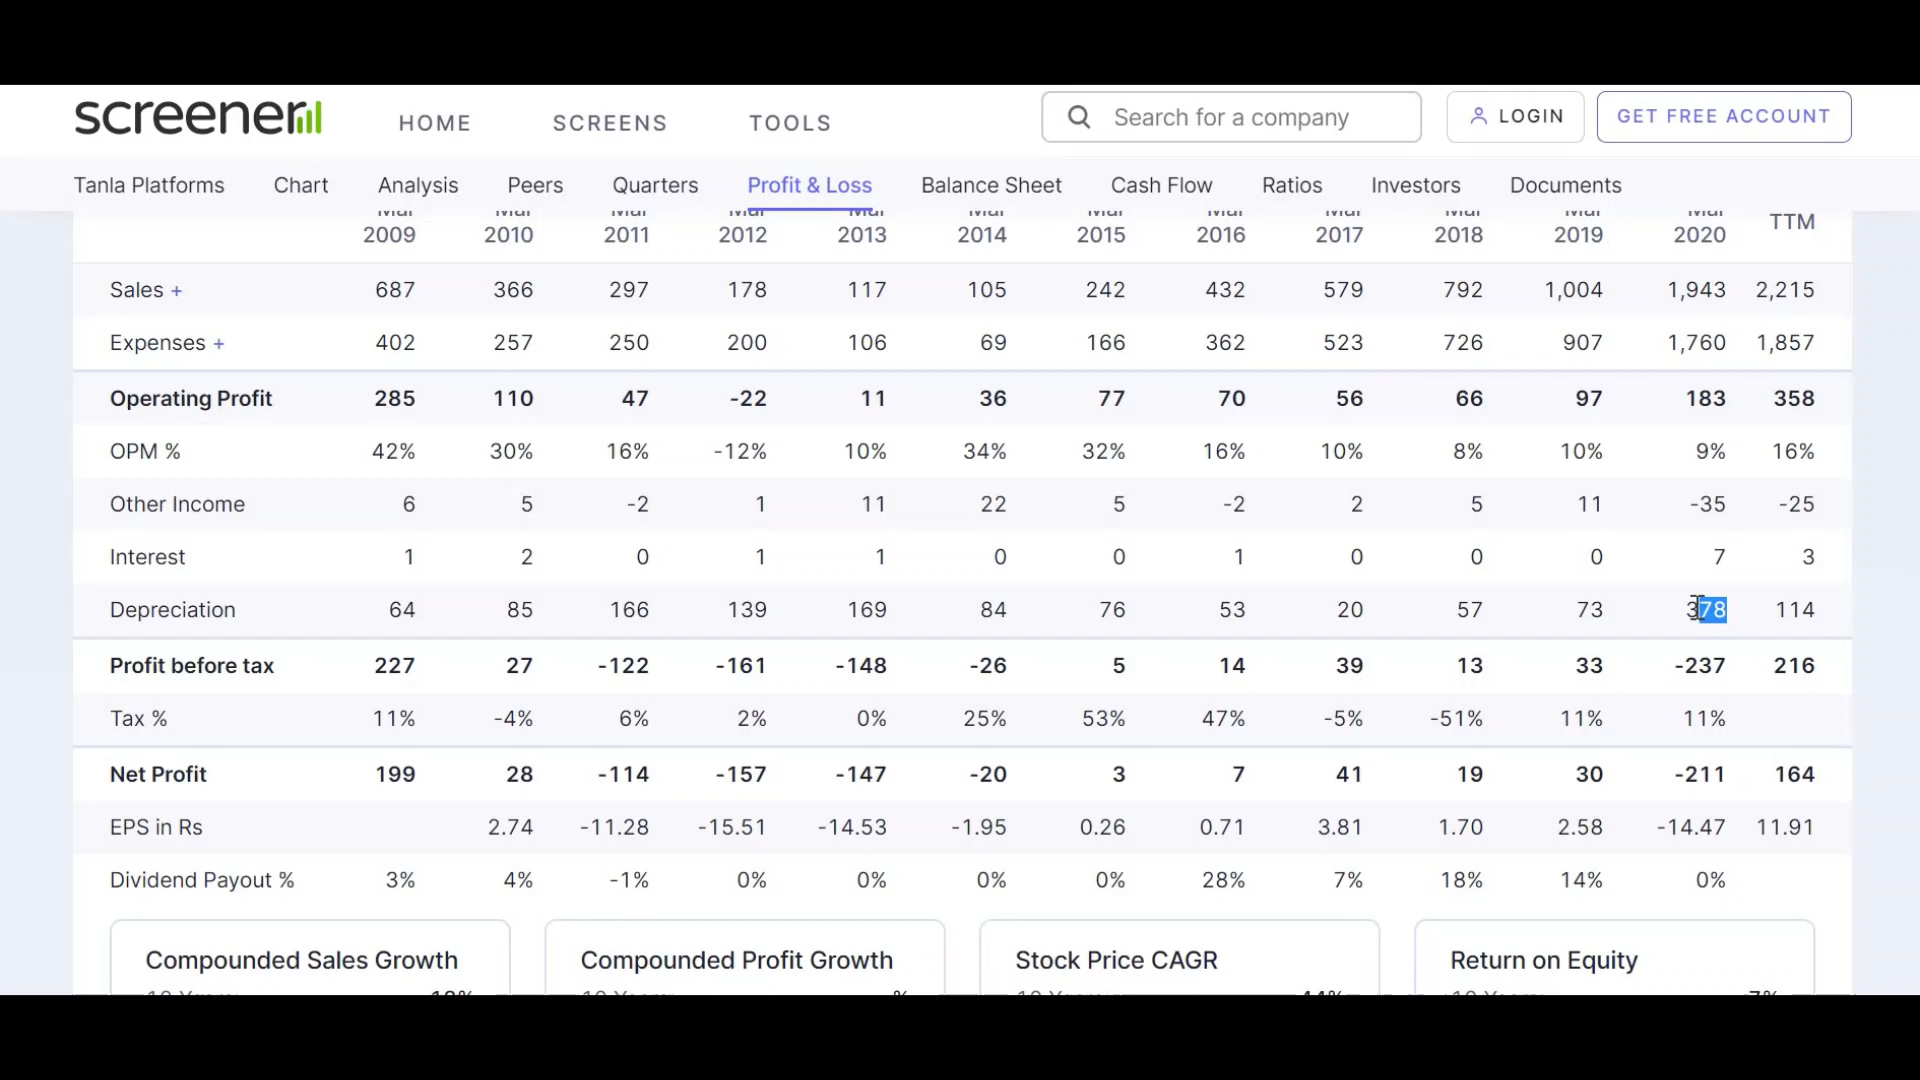 screener HOME SCREENS TOOLS Search for a company LOGIN GET FREE ACCOUNT
Tanla Platforms Chart Analysis Peers Quarters Profit & Loss Balance Sheet Cash Flow Ratios Investors Documents
Mar Mar Mar Mar Mar Mar Mar Mar Mar Mar Mar Mar TTM
2009 2010 2011 2012 2013 2014 2015 2016 2017 2018 2019 2020
Sales + 687 366 297 178 117 105 242 432 579 792 1,004 1,943 2,215
Expenses + 402 257 250 200 106 69 166 362 523 726 907 1,760 1,857
Operating Profit 285 110 47 -22 11 36 77 70 56 66 97 183 358
OPM % 42% 30% 16% -12% 10% 34% 32% 16% 10% 8% 10% 9% 16%
Other Income 6 5 -2 1 11 22 5 -2 2 5 11 -35 -25
Interest 1 2 0 1 1 0 0 1 0 0 0 7 3
Depreciation 64 85 166 139 169 84 76 53 20 57 73 378 114
Profit before tax 227 27 -122 -161 -148 -26 5 14 39 13 33 -237 216
Tax % 11% -4% 6% 2% 0% 25% 53% 47% -5% -51% 11% 11%
Net Profit 199 28 -114 -157 -147 -20 3 7 41 19 30 -211 164
EPS in Rs 2.74 -11.28 -15.51 -14.53 -1.95 0.26 0.71 3.81 1.70 2.58 -14.47 11.91
Dividend Payout % 3% 4% -1% 0% 0% 0% 0% 28% 7% 18% 14% 0%
Compounded Sales Growth Compounded Profit Growth Stock Price CAGR Return on Equity